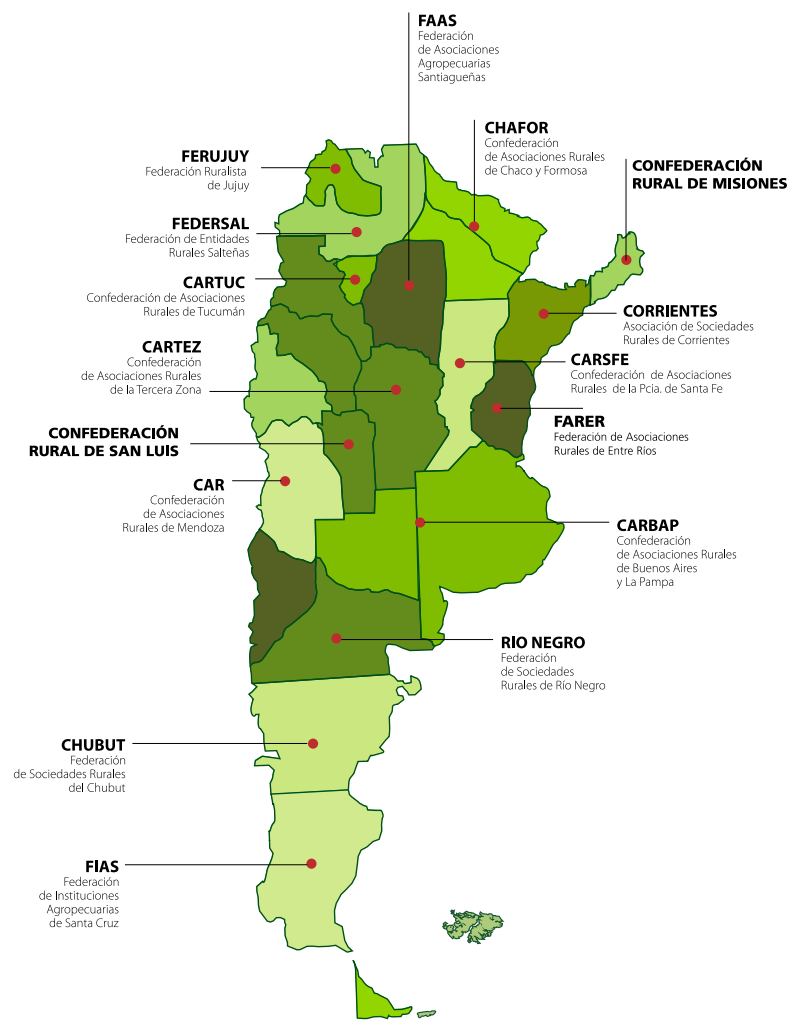 FAAS
Federación
de Asociaciones
Agropecuarias
Santiagueñas
CHAFOR
Confederación
de Asociaciones Rurales
de Chaco y Formosa
FERUJUY
Federación Ruralista
de Jujuy
CONFEDERACIÓN
RURAL DE MISIONES
FEDERSAL
Federación de Entidades
Rurales Salteñas
CARTUC
Confederación de Asociaciones
Rurales de Tucumán
CORRIENTES
Asociación de Sociedades
Rurales de Corrientes
CARTEZ
Confederación
de Asociaciones Rurales
de la Tercera Zona
CARSFE
Confederación de Asociaciones
Rurales de la Pcia. de Santa Fe
FARER
Federación de Asociaciones
Rurales de Entre Ríos
CONFEDERACIÓN
RURAL DE SAN LUIS
CAR
Confederación
de Asociaciones
Rurales de Mendoza
CARBAP
Confederación
de Asociaciones Rurales
de Buenos Aires
y La Pampa
RÍO NEGRO
Federación
de Sociedades
Rurales de Río Negro
CHUBUT
Federación
de Sociedades Rurales
del Chubut
FIAS
Federación
de Instituciones
Agropecuarias
de Santa Cruz